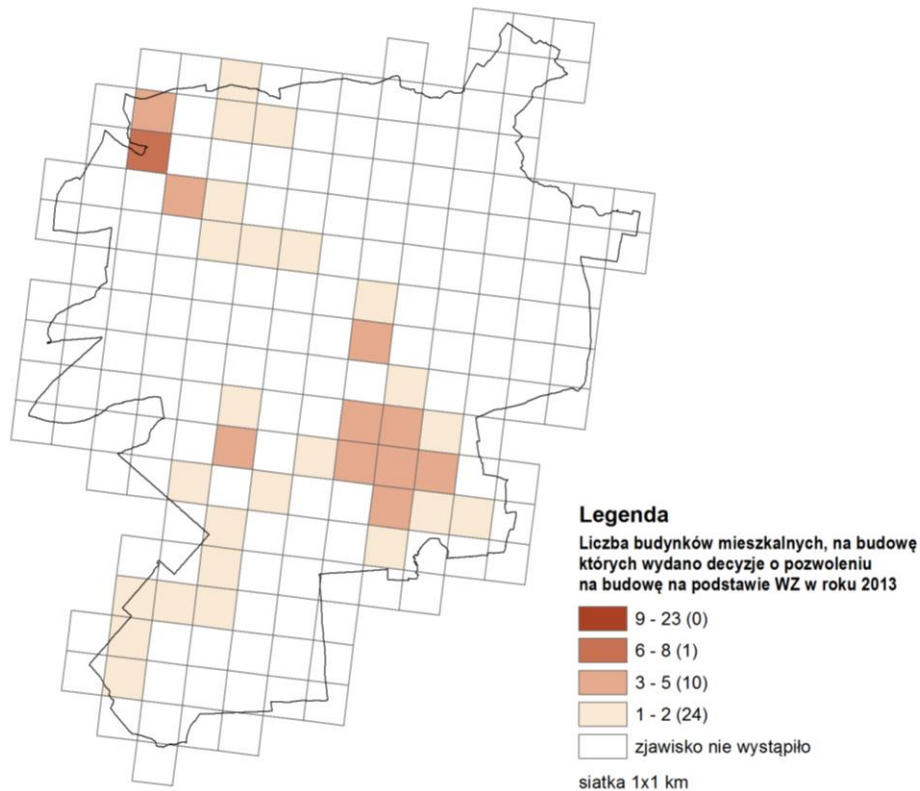 Legenda
Liczba budynków mieszkalnych, na budowę
których wydano decyzje o pozwoleniu
na budowę na podstawie WZ w roku 2013
9 - 23 (0)
6 - 8 (1)
3 - 5 (10)
1 - 2 (24)
zjawisko nie wystąpiło
siatka 1x1 km